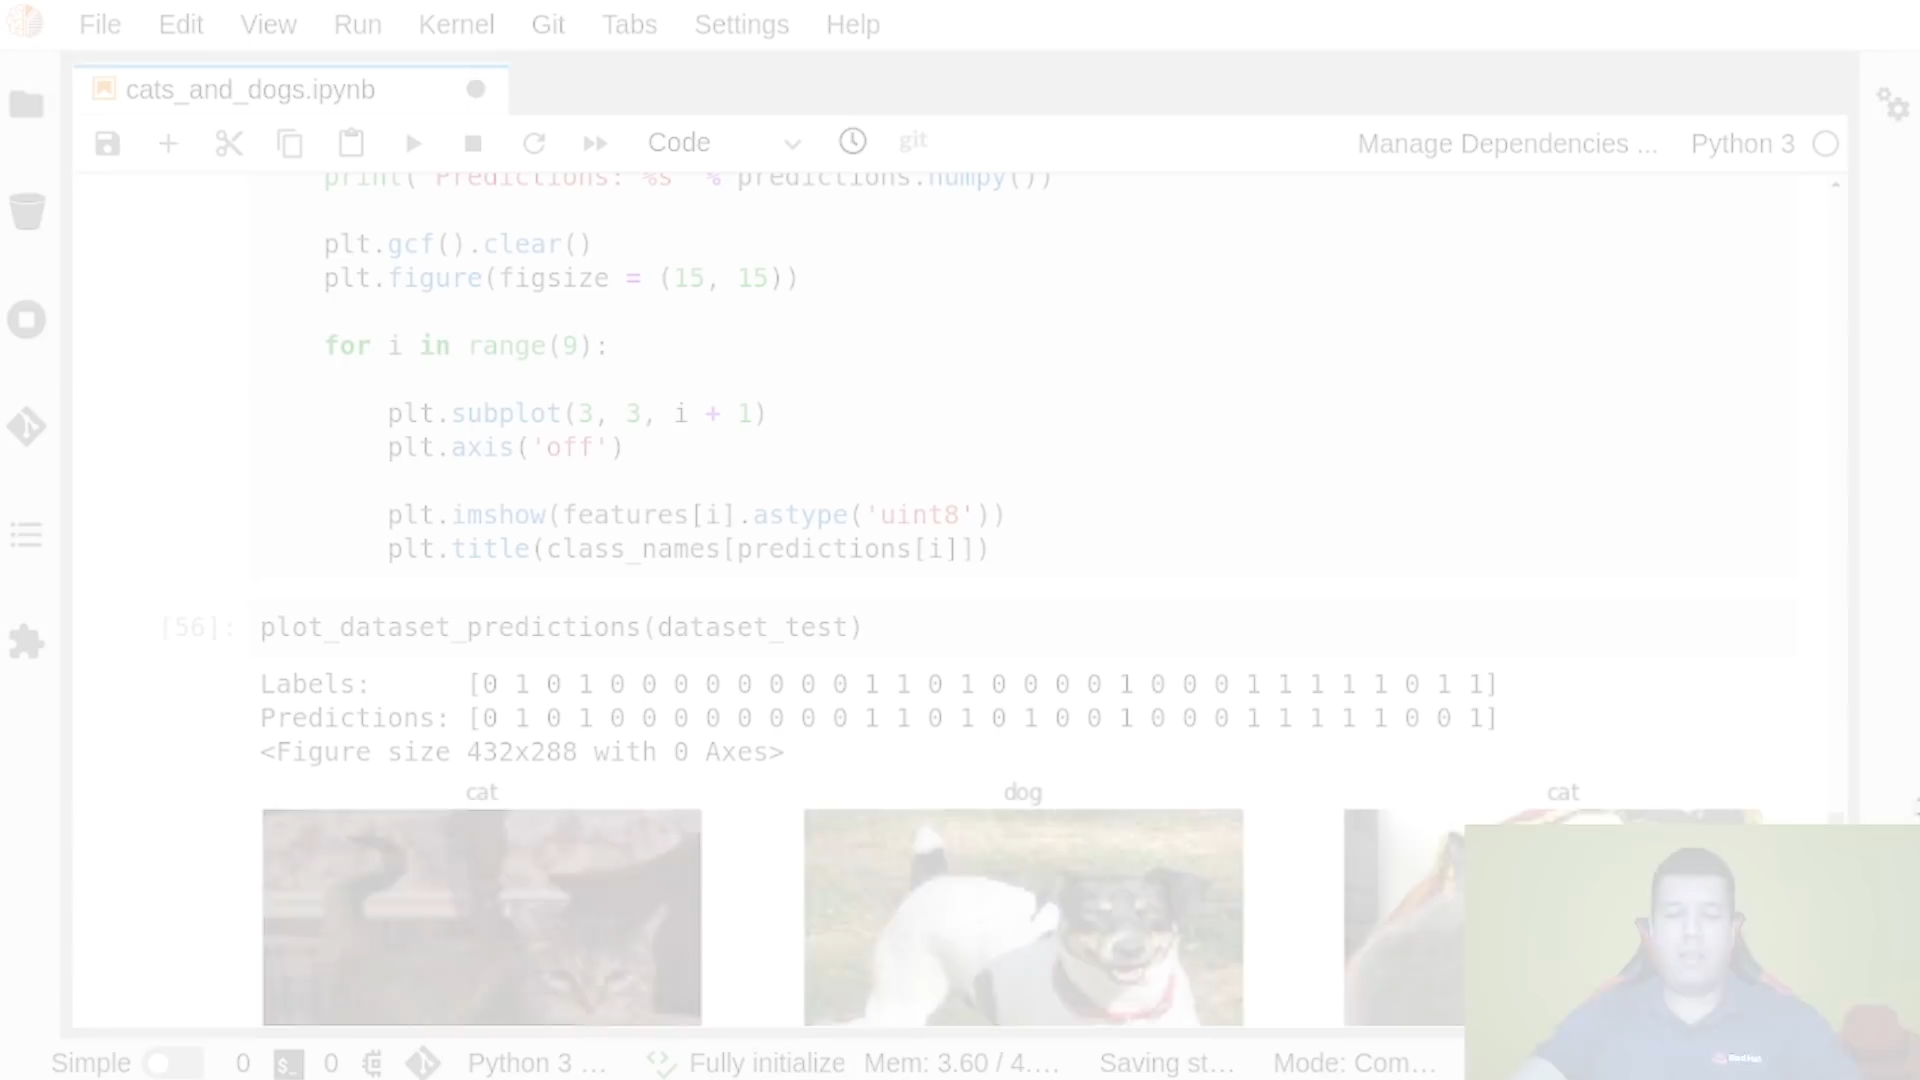 File Edit View Run Kernel Git Tabs Settings Help
cats_and_dogs.ipynb
Code git Manage Dependencies ... Python 3
print("Predictions: %s" % predictions.numpy())
plt.gcf().clear()
plt.figure(figsize = (15, 15))
for i in range(9):
plt.subplot(3, 3, i + 1)
plt.axis('off')
plt.imshow(features[i].astype('uint8'))
plt.title(class_names[predictions[i]])
[56]: plot_dataset_predictions(dataset_test)
Labels: [0 1 0 1 0 0 0 0 0 0 0 0 1 1 0 1 0 0 0 0 1 0 0 0 1 1 1 1 1 0 1 1]
Predictions: [0 1 0 1 0 0 0 0 0 0 0 0 1 1 0 1 0 1 0 0 1 0 0 0 1 1 1 1 1 0 0 1]
<Figure size 432x288 with 0 Axes>
cat dog cat
Simple 0 $_ 0 Python 3 ... Fully initialize Mem: 3.60 / 4.... Saving st... Mode: Com...
Red Hat